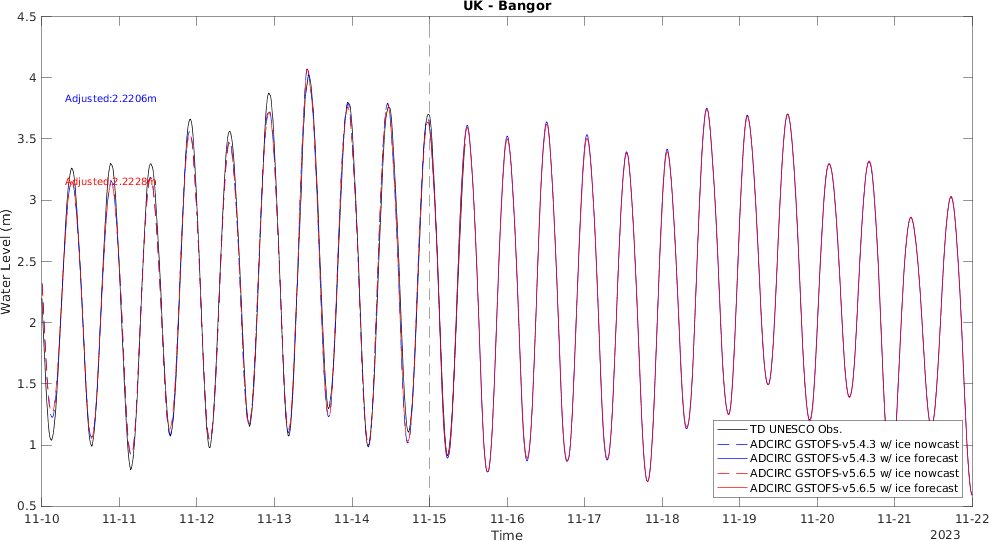 UK - Bangor
4.5
4
3.5
3
2.5
2
1.5
1
0.5
Water Level (m)
Adjusted:2.2206m
Adjusted:2.2228m
TD UNESCO Obs.
ADCIRC GSTOFS-v5.4.3 w/ ice nowcast
ADCIRC GSTOFS-v5.4.3 w/ ice forecast
ADCIRC GSTOFS-v5.6.5 w/ ice nowcast
ADCIRC GSTOFS-v5.6.5 w/ ice forecast
11-10 11-11 11-12 11-13 11-14 11-15 11-16 11-17 11-18 11-19 11-20 11-21 11-22
Time
2023